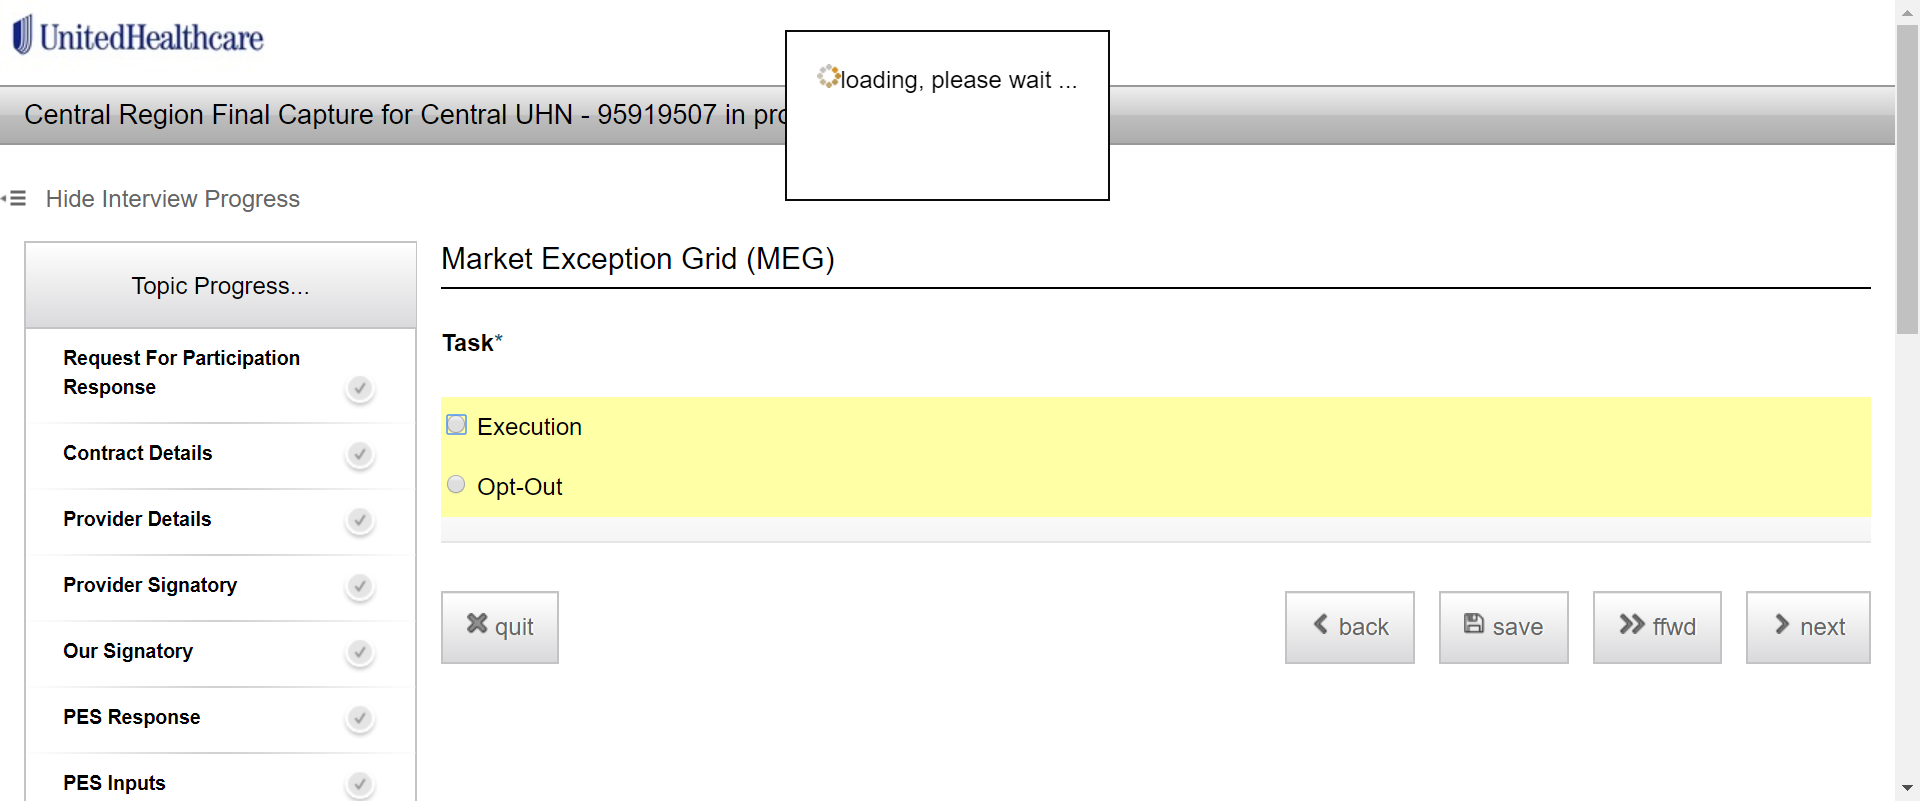 UnitedHealthcare
loading, please wait ...
Central Region Final Capture for Central UHN - 95919507 in pro
Hide Interview Progress
Topic Progress...
Request For Participation
Response
Contract Details
Provider Details
Provider Signatory
Our Signatory
PES Response
PES Inputs
Market Exception Grid (MEG)
Task*
Execution
Opt-Out
quit
back
save
ffwd
next